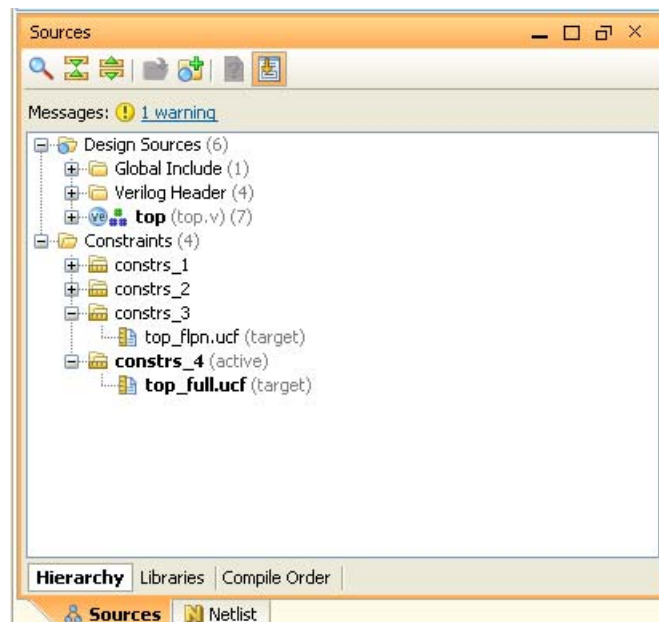 Sources
Messages: 1 warning
Design Sources (6)
Global Include (1)
Verilog Header (4)
ve top (top.v) (7)
Constraints (4)
constrs_1
constrs_2
constrs_3
top_flpn.ucf (target)
constrs_4 (active)
top_full.ucf (target)
Hierarchy Libraries Compile Order
Sources Netlist